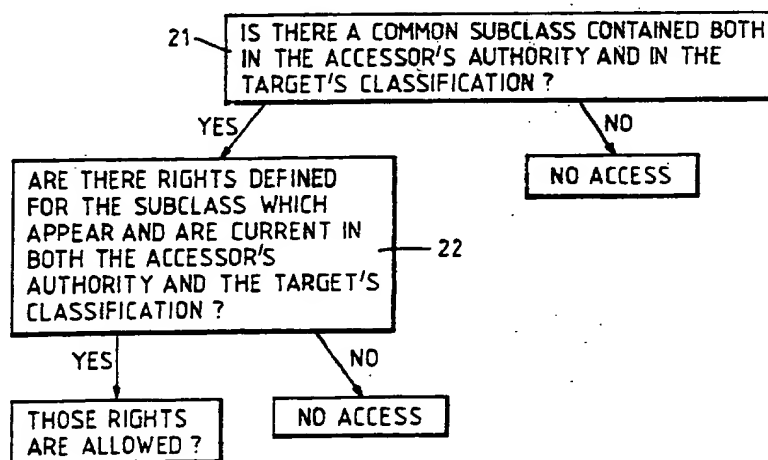 21
IS THERE A COMMON SUBCLASS CONTAINED BOTH
IN THE ACCESSOR'S AUTHORITY AND IN THE
TARGET'S CLASSIFICATION ?
YES
NO
NO ACCESS
ARE THERE RIGHTS DEFINED
FOR THE SUBCLASS WHICH
APPEAR AND ARE CURRENT IN
BOTH THE ACCESSOR'S
AUTHORITY AND THE TARGET'S
CLASSIFICATION ?
22
YES
NO
THOSE RIGHTS
ARE ALLOWED ?
NO ACCESS